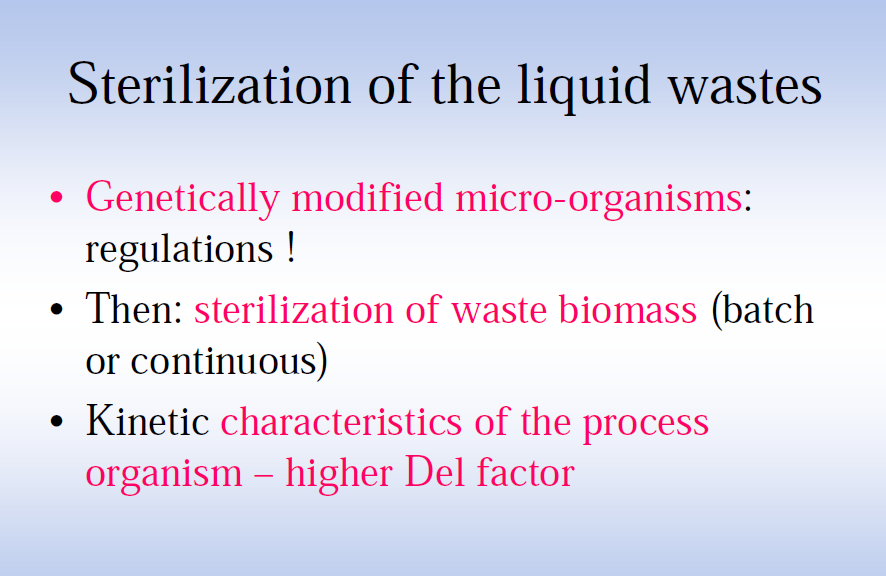 Sterilization of the liquid wastes
• Genetically modified micro-organisms:
regulations !
• Then: sterilization of waste biomass (batch
or continuous)
• Kinetic characteristics of the process
organism – higher Del factor